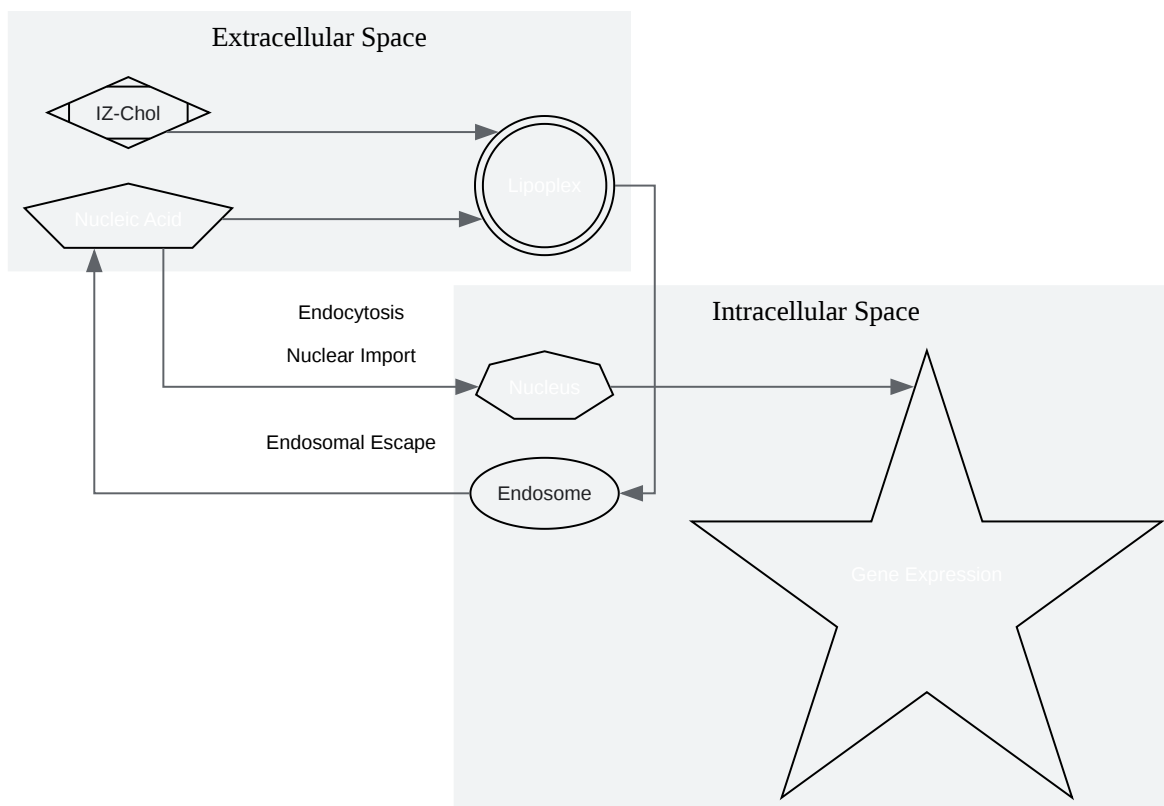 Extracellular Space
IZ-Chol
Lipoplex
Nucleic Acid
Endocytosis
Intracellular Space
Nuclear Import
Nucleus
Endosomal Escape
Endosome
Gene Expression